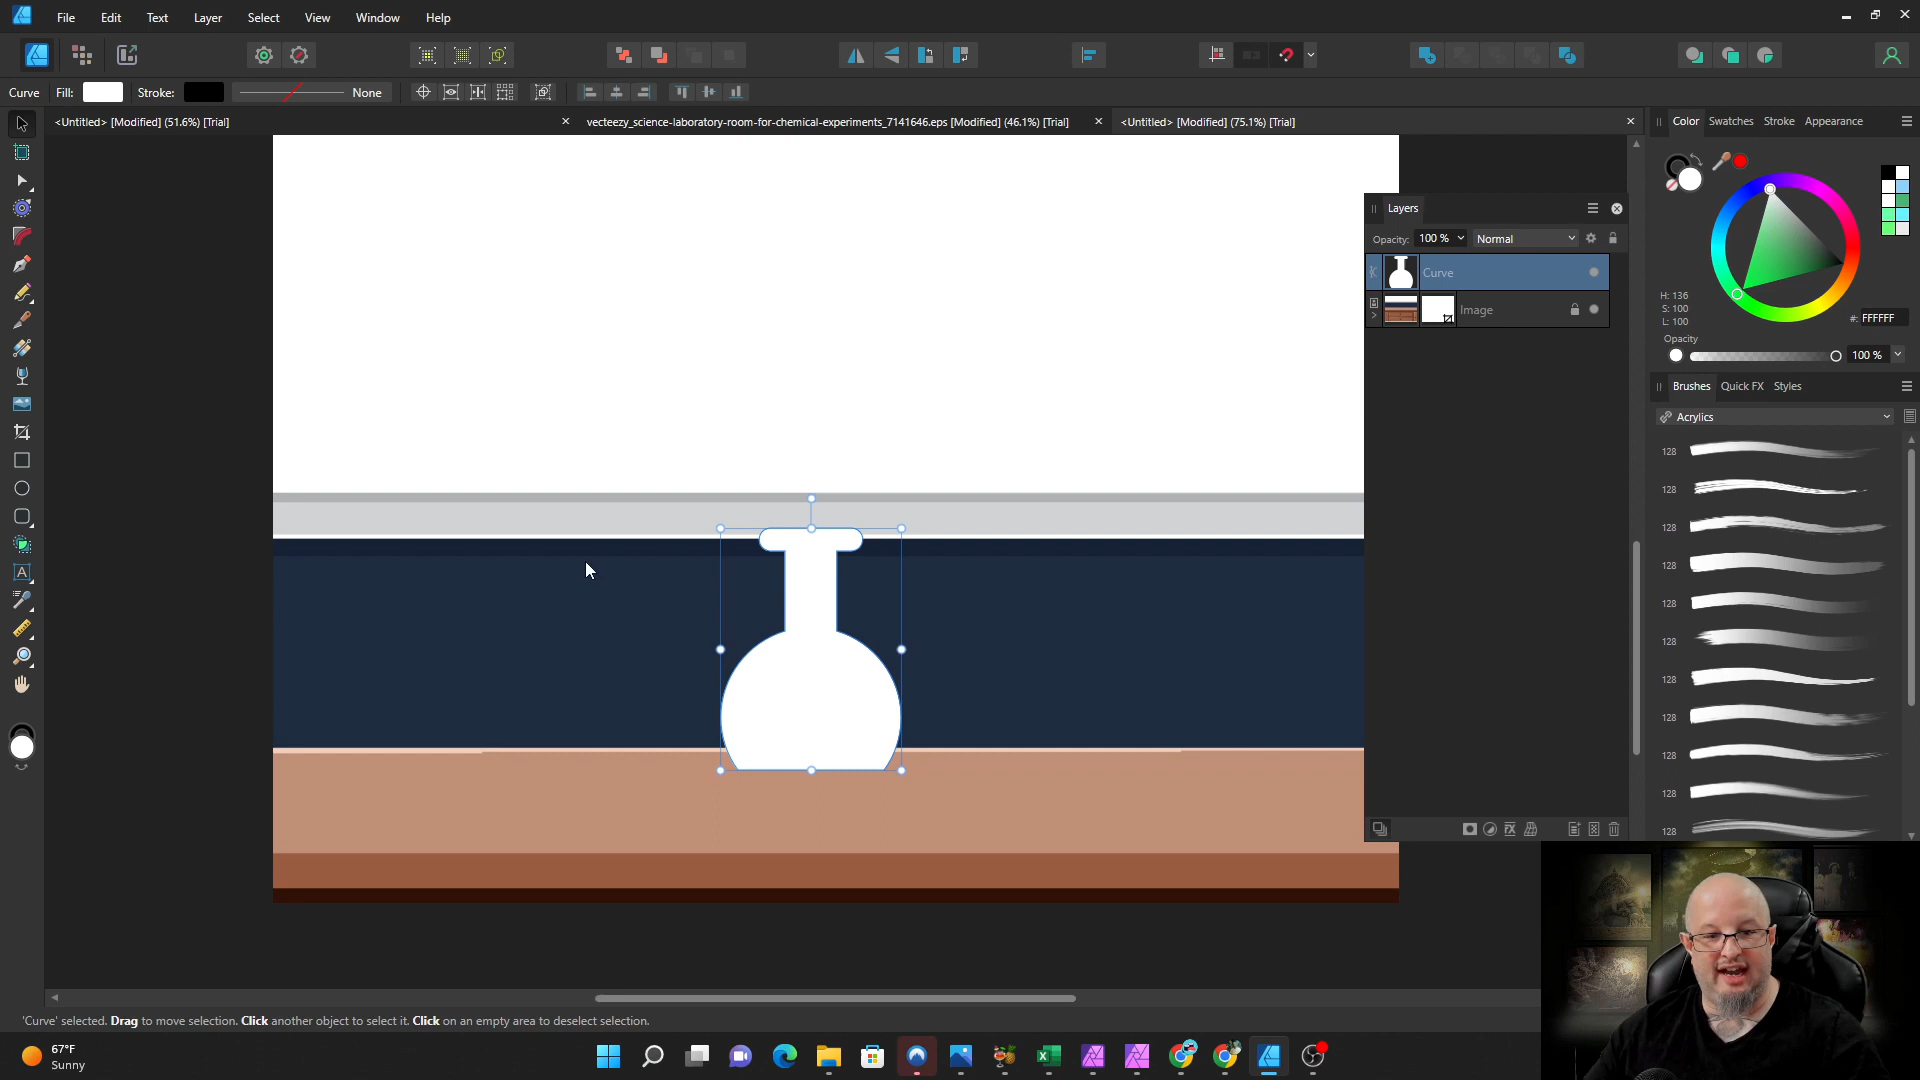 File Edit Text Layer Select View Window Help
Curve Fill: Stroke: None
<Untitled> [Modified] (51.6%) [Trial]
vecteezy_science-laboratory-room-for-chemical-experiments_7141646.eps [Modified] (46.1%) [Trial]
<Untitled> [Modified] (75.1%) [Trial]
Color Swatches Stroke Appearance
H: 136
S: 100
L: 100
#: FFFFFF
Opacity
100 %
Layers
Opacity: 100 % Normal
Curve
Image
Brushes Quick FX Styles
Acrylics
128
128
128
128
128
128
128
128
128
128
128
'Curve' selected. Drag to move selection. Click another object to select it. Click on an empty area to deselect selection.
67°F
Sunny